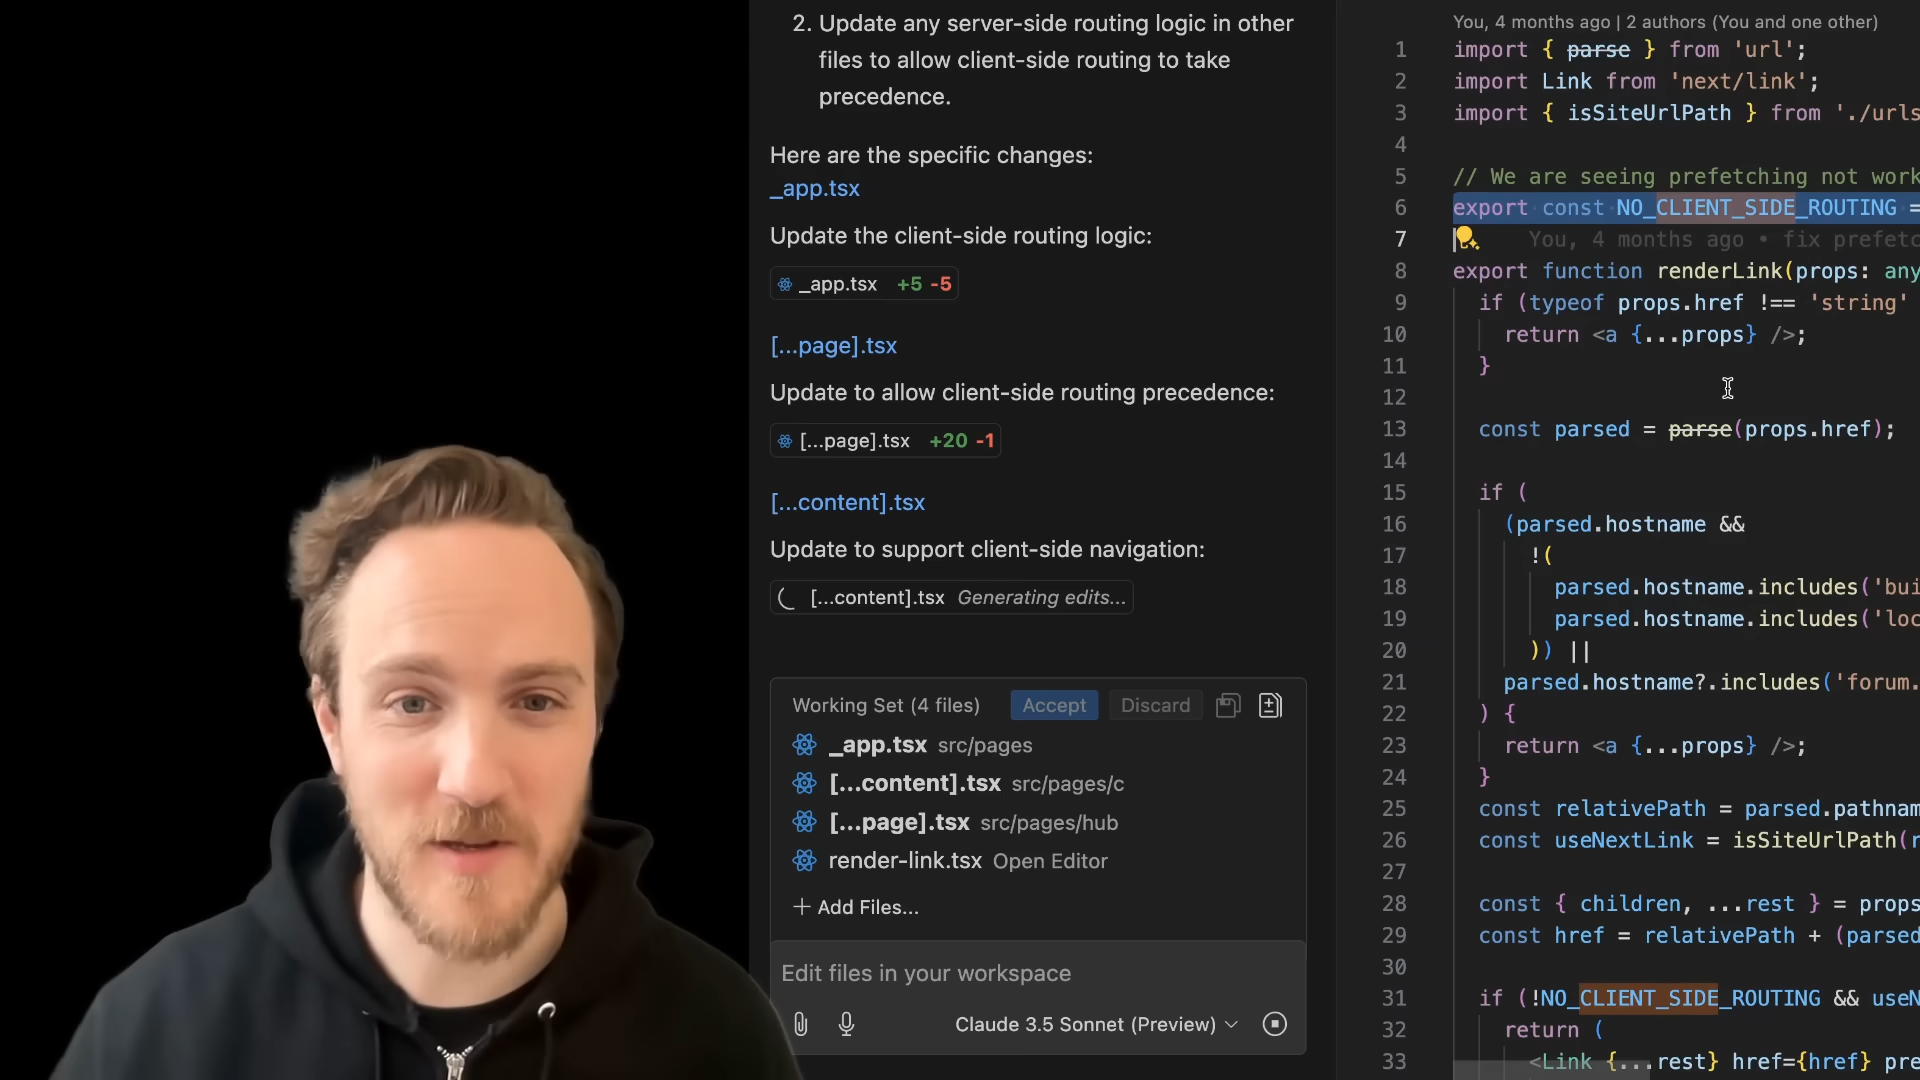 2. Update any server-side routing logic in other
files to allow client-side routing to take
precedence.
Here are the specific changes:
_app.tsx
Update the client-side routing logic:
_app.tsx +5 -5
[...page].tsx
Update to allow client-side routing precedence:
[...page].tsx +20 -1
[...content].tsx
Update to support client-side navigation:
[...content].tsx Generating edits...
Working Set (4 files) Accept Discard
_app.tsx src/pages
[...content].tsx src/pages/c
[...page].tsx src/pages/hub
render-link.tsx Open Editor
+ Add Files...
Edit files in your workspace
Claude 3.5 Sonnet (Preview)
You, 4 months ago | 2 authors (You and one other)
1 import { parse } from 'url';
2 import Link from 'next/link';
3 import { isSiteUrlPath } from './urls
4
5 // We are seeing prefetching not work
6 export const NO_CLIENT_SIDE_ROUTING =
7 You, 4 months ago • fix prefetc
8 export function renderLink(props: any
9 if (typeof props.href !== 'string'
10 return <a {...props} />;
11 }
12
13 const parsed = parse(props.href);
14
15 if (
16 (parsed.hostname &&
17 !(
18 parsed.hostname.includes('bui
19 parsed.hostname.includes('loc
20 )) ||
21 parsed.hostname?.includes('forum.
22 ) {
23 return <a {...props} />;
24 }
25 const relativePath = parsed.pathnam
26 const useNextLink = isSiteUrlPath(r
27
28 const { children, ...rest } = props
29 const href = relativePath + (parsed
30
31 if (!NO_CLIENT_SIDE_ROUTING && useN
32 return (
33 <Link {...rest} href={href} pre